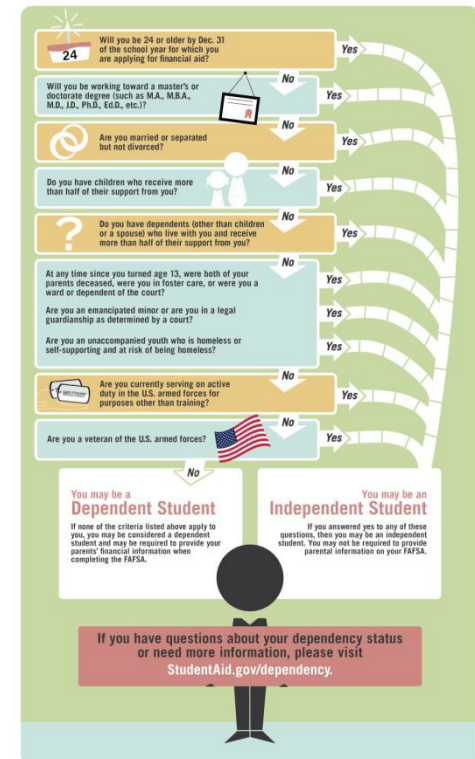 24
Will you be 24 or older by Dec. 31
of the school year for which you
are applying for financial aid?
Yes
No
Will you be working toward a master's or
doctorate degree (such as M.A., M.B.A.,
M.D., J.D., Ph.D., Ed.D., etc.)?
Yes
No
Are you married or separated
but not divorced?
Yes
No
Do you have children who receive more
than half of their support from you?
Yes
No
?
Do you have dependents (other than children
or a spouse) who live with you and receive
more than half of their support from you?
Yes
No
At any time since you turned age 13, were both of your
parents deceased, were you in foster care, or were you a
ward or dependent of the court?
Yes
Are you an emancipated minor or are you in a legal
guardianship as determined by a court?
Yes
Are you an unaccompanied youth who is homeless or
self-supporting and at risk of being homeless?
Yes
No
Are you currently serving on active
duty in the U.S. armed forces for
purposes other than training?
Yes
No
Are you a veteran of the U.S. armed forces?
Yes
No
You may be a
Dependent Student
If none of the criteria listed above apply to
you, you may be considered a dependent
student and may be required to provide your
parents' financial information when
completing the FAFSA.
You may be an
Independent Student
If you answered yes to any of these
questions, then you may be an independent
student. You may not be required to provide
parental information on your FAFSA.
If you have questions about your dependency status
or need more information, please visit
StudentAid.gov/dependency.